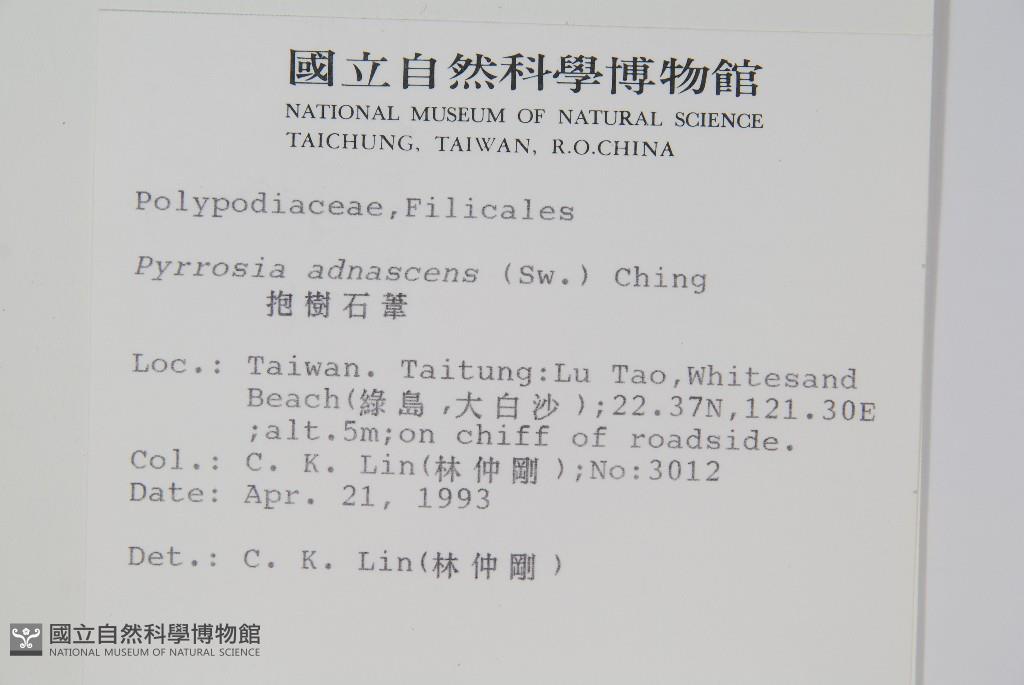 國立自然科學博物館
NATIONAL MUSEUM OF NATURAL SCIENCE
TAICHUNG, TAIWAN, R.O.CHINA
Polypodiaceae,Filicales
Pyrrosia adnascens (Sw.) Ching
抱樹石葦
Loc.: Taiwan. Taitung:Lu Tao,Whitesand
Beach(綠島,大白沙);22.37N,121.30E
;alt.5m;on chiff of roadside.
Col.: C. K. Lin(林仲剛);No:3012
Date: Apr. 21, 1993
Det.: C. K. Lin(林仲剛)
國立自然科學博物館
NATIONAL MUSEUM OF NATURAL SCIENCE